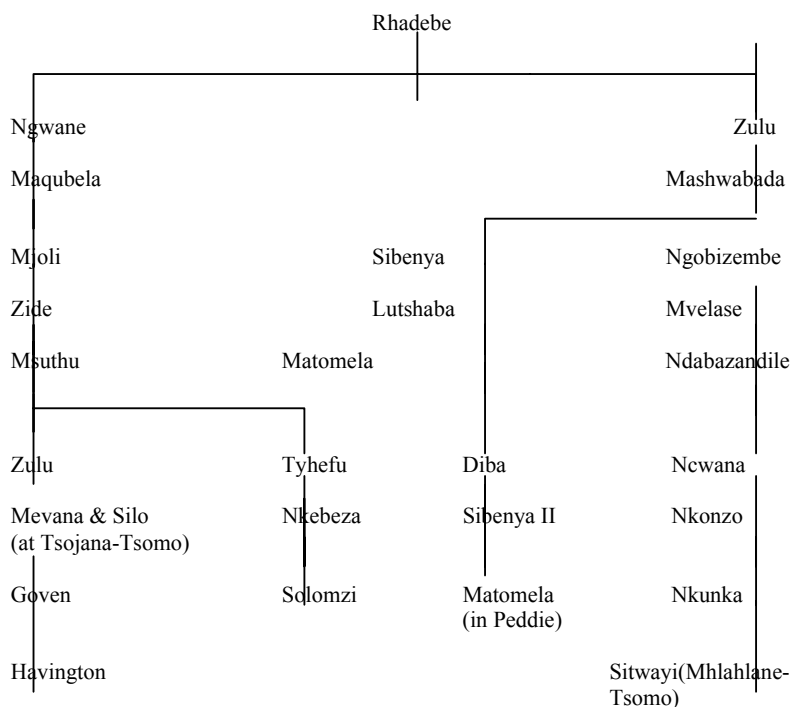 Rhadebe
Ngwane Zulu
Maqubela Mashwabada
Mjoli Sibenya Ngobizembe
Zide Lutshaba Mvelase
Msuthu Matomela Ndabazandile
Zulu Tyhefu Diba Ncwana
Mevana & Silo Nkebeza Sibenya II Nkonzo
(at Tsojana-Tsomo)
Goven Solomzi Matomela Nkunka
(in Peddie)
Havington Sitwayi(Mhlahlane-
Tsomo)